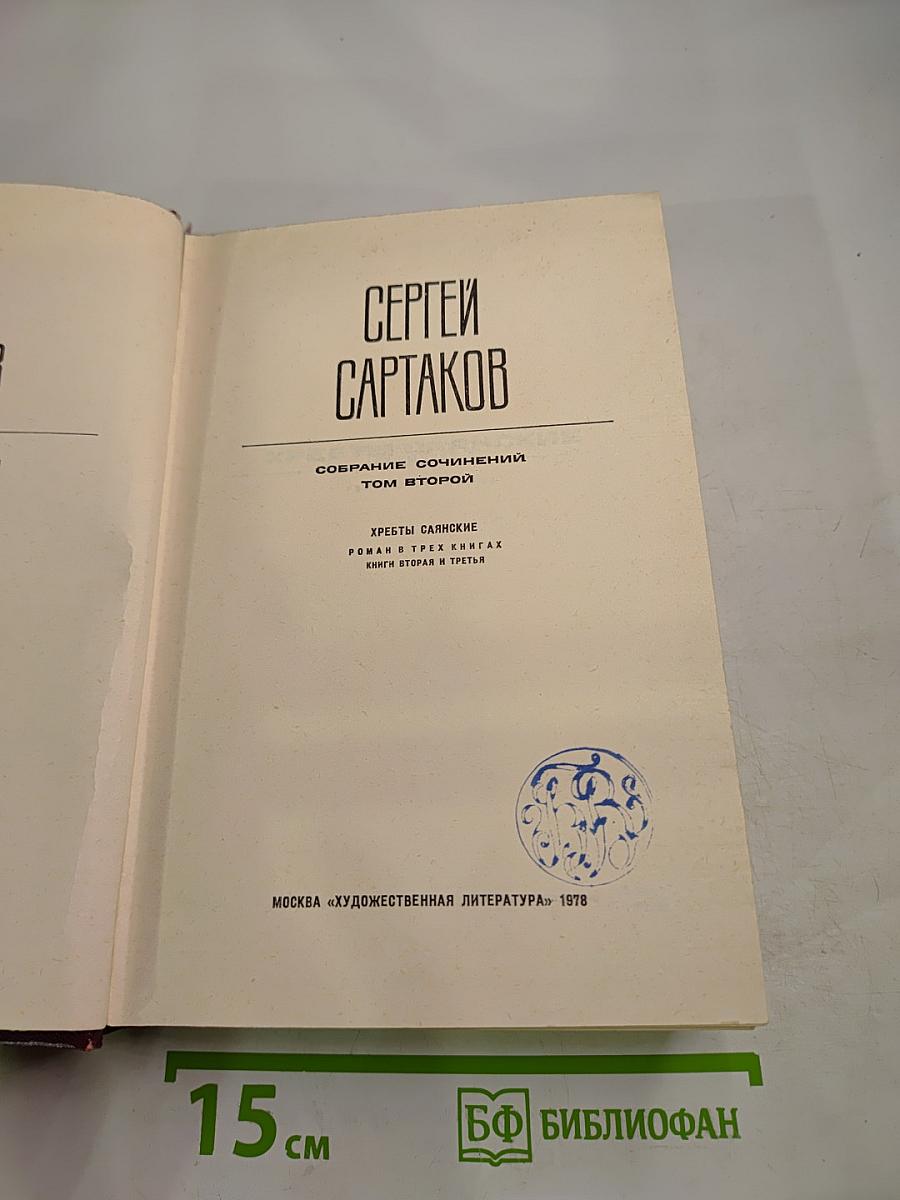 СЕРГЕЙ
САРТАКОВ
СОБРАНИЕ СОЧИНЕНИЙ
ТОМ ВТОРОЙ
ХРЕБТЫ САЯНСКИЕ
РОМАН В ТРЕХ КНИГАХ
КНИГИ ВТОРАЯ И ТРЕТЬЯ
МОСКВА «ХУДОЖЕСТВЕННАЯ ЛИТЕРАТУРА» 1978
15 см
БФ БИБЛИОФАН